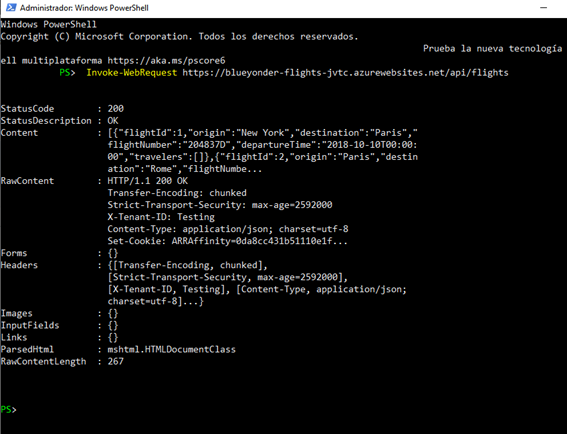 Administrador: Windows PowerShell
Windows PowerShell
Copyright (C) Microsoft Corporation. Todos los derechos reservados.
Prueba la nueva tecnología
ell multiplataforma https://aka.ms/pscore6
PS> Invoke-WebRequest https://blueyonder-flights-jvtc.azurewebsites.net/api/flights
StatusCode : 200
StatusDescription : OK
Content : [{"flightId":1,"origin":"New York","destination":"Paris","
flightNumber":"204837D","departureTime":"2018-10-10T00:00:
00","travelers":[]},{"flightId":2,"origin":"Paris","destin
ation":"Rome","flightNumbe...
RawContent : HTTP/1.1 200 OK
Transfer-Encoding: chunked
Strict-Transport-Security: max-age=2592000
X-Tenant-ID: Testing
Content-Type: application/json; charset=utf-8
Set-Cookie: ARRAffinity=0da8cc431b51110e1f...
Forms : {}
Headers : {[Transfer-Encoding, chunked],
[Strict-Transport-Security, max-age=2592000],
[X-Tenant-ID, Testing], [Content-Type, application/json;
charset=utf-8]...}
Images : {}
InputFields : {}
Links : {}
ParsedHtml : mshtml.HTMLDocumentClass
RawContentLength : 267
PS>